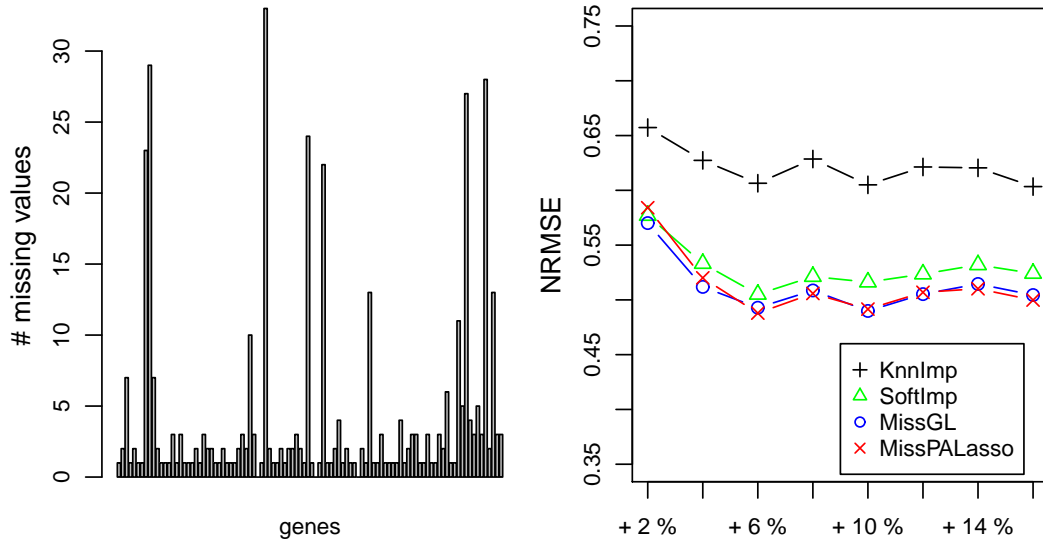 # missing values
0
5
10
15
20
25
30
genes
NRMSE
0.35
0.45
0.55
0.65
0.75
+ 2 %
+ 6 %
+ 10 %
+ 14 %
KnnImp
SoftImp
MissGL
MissPALasso